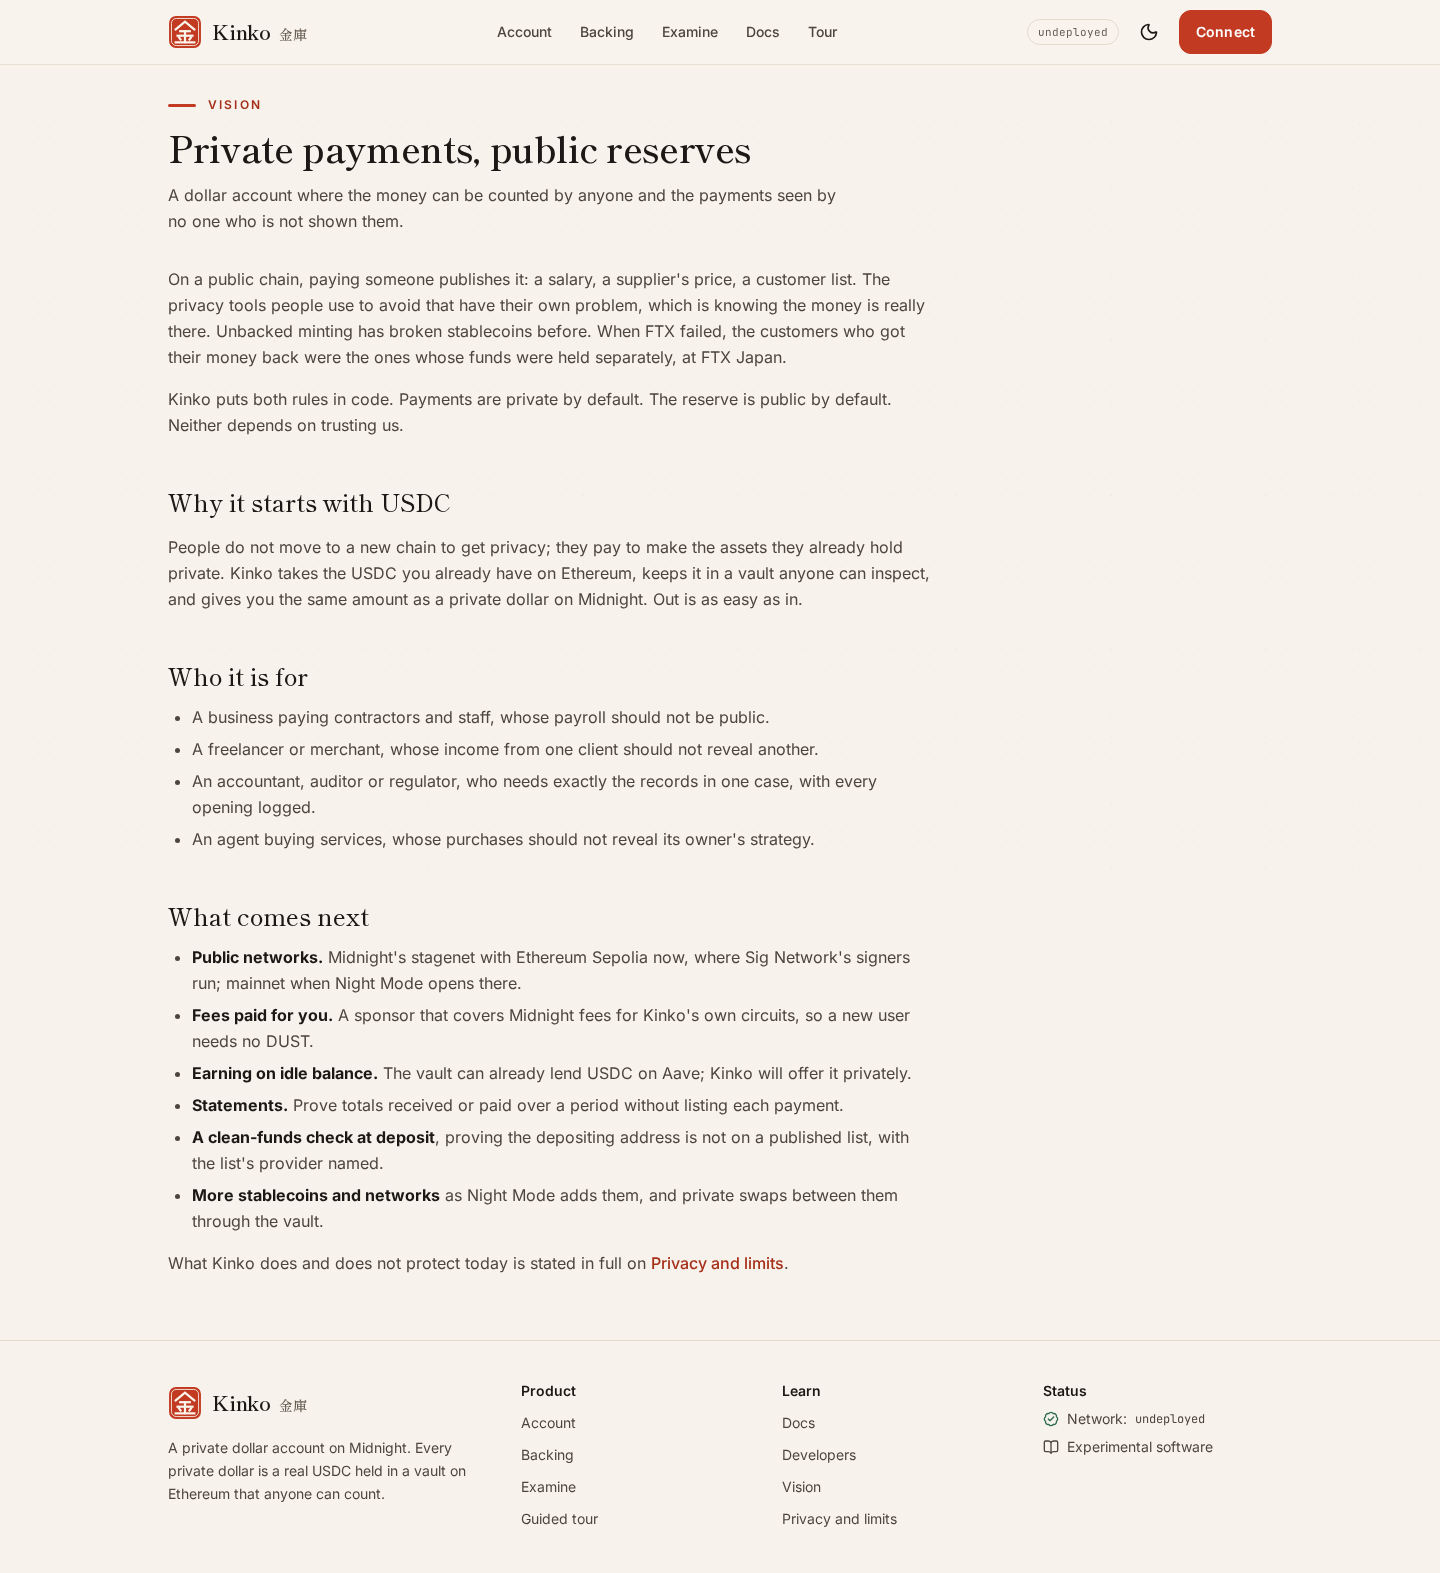 金 Kinko 金庫
Account Backing Examine Docs Tour
undeployed
Connect
VISION
Private payments, public reserves
A dollar account where the money can be counted by anyone and the payments seen by
no one who is not shown them.
On a public chain, paying someone publishes it: a salary, a supplier's price, a customer list. The
privacy tools people use to avoid that have their own problem, which is knowing the money is really
there. Unbacked minting has broken stablecoins before. When FTX failed, the customers who got
their money back were the ones whose funds were held separately, at FTX Japan.
Kinko puts both rules in code. Payments are private by default. The reserve is public by default.
Neither depends on trusting us.
Why it starts with USDC
People do not move to a new chain to get privacy; they pay to make the assets they already hold
private. Kinko takes the USDC you already have on Ethereum, keeps it in a vault anyone can inspect,
and gives you the same amount as a private dollar on Midnight. Out is as easy as in.
Who it is for
• A business paying contractors and staff, whose payroll should not be public.
• A freelancer or merchant, whose income from one client should not reveal another.
• An accountant, auditor or regulator, who needs exactly the records in one case, with every
opening logged.
• An agent buying services, whose purchases should not reveal its owner's strategy.
What comes next
• Public networks. Midnight's stagenet with Ethereum Sepolia now, where Sig Network's signers
run; mainnet when Night Mode opens there.
• Fees paid for you. A sponsor that covers Midnight fees for Kinko's own circuits, so a new user
needs no DUST.
• Earning on idle balance. The vault can already lend USDC on Aave; Kinko will offer it privately.
• Statements. Prove totals received or paid over a period without listing each payment.
• A clean-funds check at deposit, proving the depositing address is not on a published list, with
the list's provider named.
• More stablecoins and networks as Night Mode adds them, and private swaps between them
through the vault.
What Kinko does and does not protect today is stated in full on Privacy and limits.
金 Kinko 金庫
A private dollar account on Midnight. Every
private dollar is a real USDC held in a vault on
Ethereum that anyone can count.
Product
Account
Backing
Examine
Guided tour
Learn
Docs
Developers
Vision
Privacy and limits
Status
Network: undeployed
Experimental software